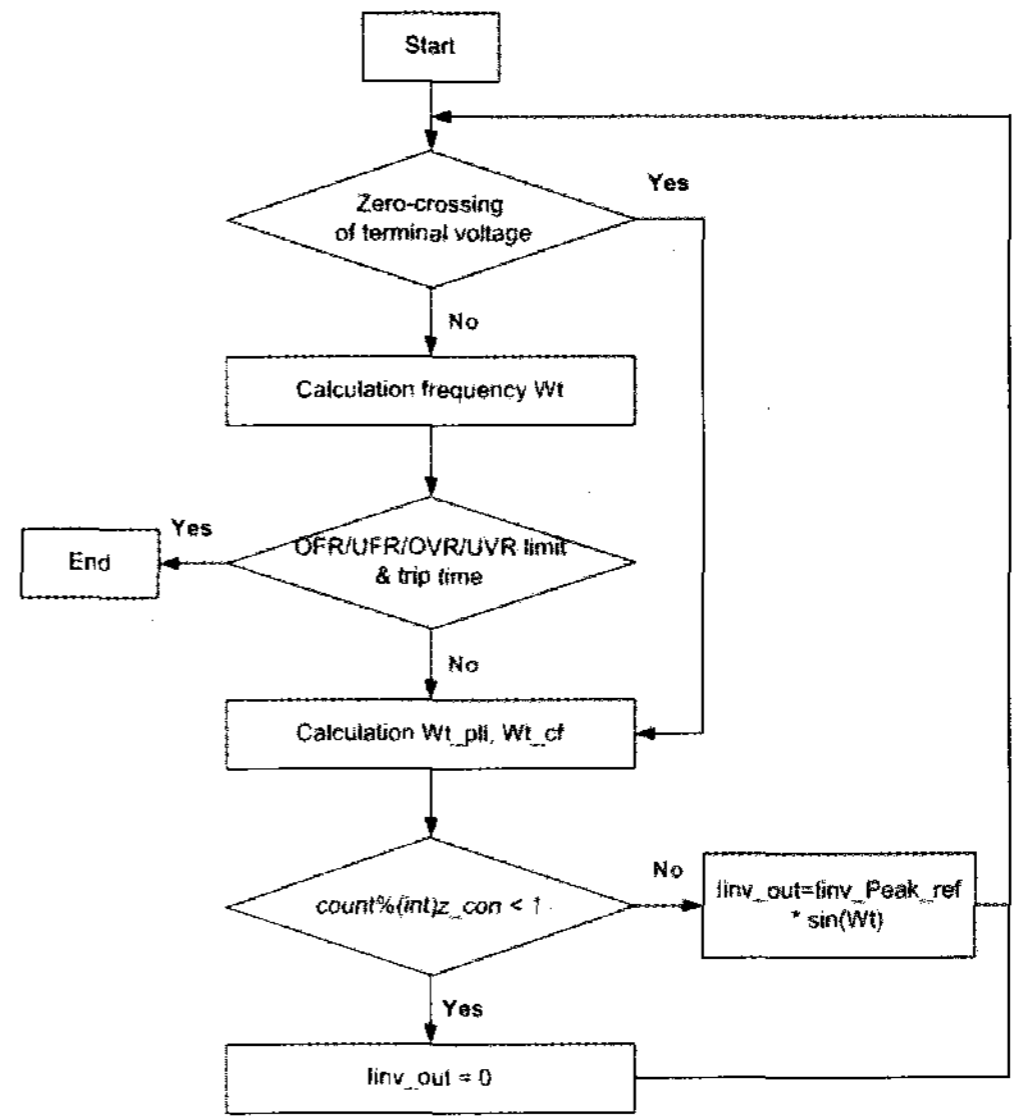 Start
Zero-crossing
of terminal voltage
Yes
No
Calculation frequency Wt
OFR/UFR/OVR/UVR limit
& trip time
Yes
End
No
Calculation Wt_pll, Wt_cf
count%(int)z_con < 1
No
Iinv_out=Iinv_Peak_ref
* sin(Wt)
Yes
Iinv_out = 0